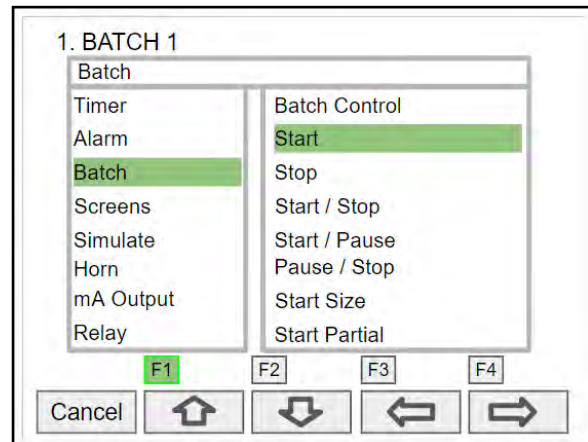 1. BATCH 1
Batch
Timer
Alarm
Batch
Screens
Simulate
Horn
mA Output
Relay
Batch Control
Start
Stop
Start / Stop
Start / Pause
Pause / Stop
Start Size
Start Partial
F1 F2 F3 F4
Cancel